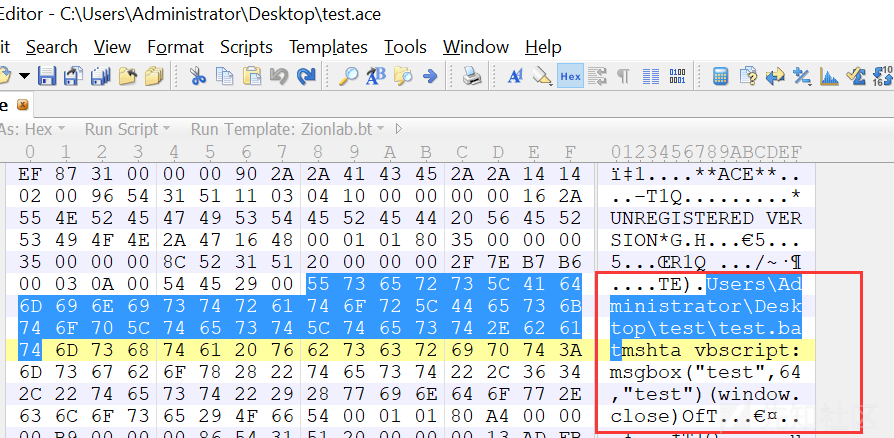 Editor - C:\Users\Administrator\Desktop\test.ace
it Search View Format Scripts Templates Tools Window Help
Hex
e
As: Hex Run Script Run Template: Zionlab.bt
0 1 2 3 4 5 6 7 8 9 A B C D E F 0123456789ABCDEF
EF 87 31 00 00 00 90 2A 2A 41 43 45 2A 2A 14 14 ï‡1....**ACE**..
02 00 96 54 31 51 11 03 04 10 00 00 00 00 16 2A ..–T1Q.........*
55 4E 52 45 47 49 53 54 45 52 45 44 20 56 45 52 UNREGISTERED VER
53 49 4F 4E 2A 47 16 48 00 01 01 80 35 00 00 00 SION*G.H...€5...
35 00 00 00 8C 52 31 51 20 00 00 00 2F 7E B7 B6 5...ŒR1Q .../~·¶
00 03 0A 00 54 45 29 00 55 73 65 72 73 5C 41 64 ....TE).Users\Ad
6D 69 6E 69 73 74 72 61 74 6F 72 5C 44 65 73 6B ministrator\Desk
74 6F 70 5C 74 65 73 74 5C 74 65 73 74 2E 62 61 top\test\test.ba
74 6D 73 68 74 61 20 76 62 73 63 72 69 70 74 3A tmshta vbscript:
6D 73 67 62 6F 78 28 22 74 65 73 74 22 2C 36 34 msgbox("test",64
2C 22 74 65 73 74 22 29 28 77 69 6E 64 6F 77 2E ,"test")(window.
63 6C 6F 73 65 29 4F 66 54 00 01 01 80 A4 00 00 close)OfT...€¤..